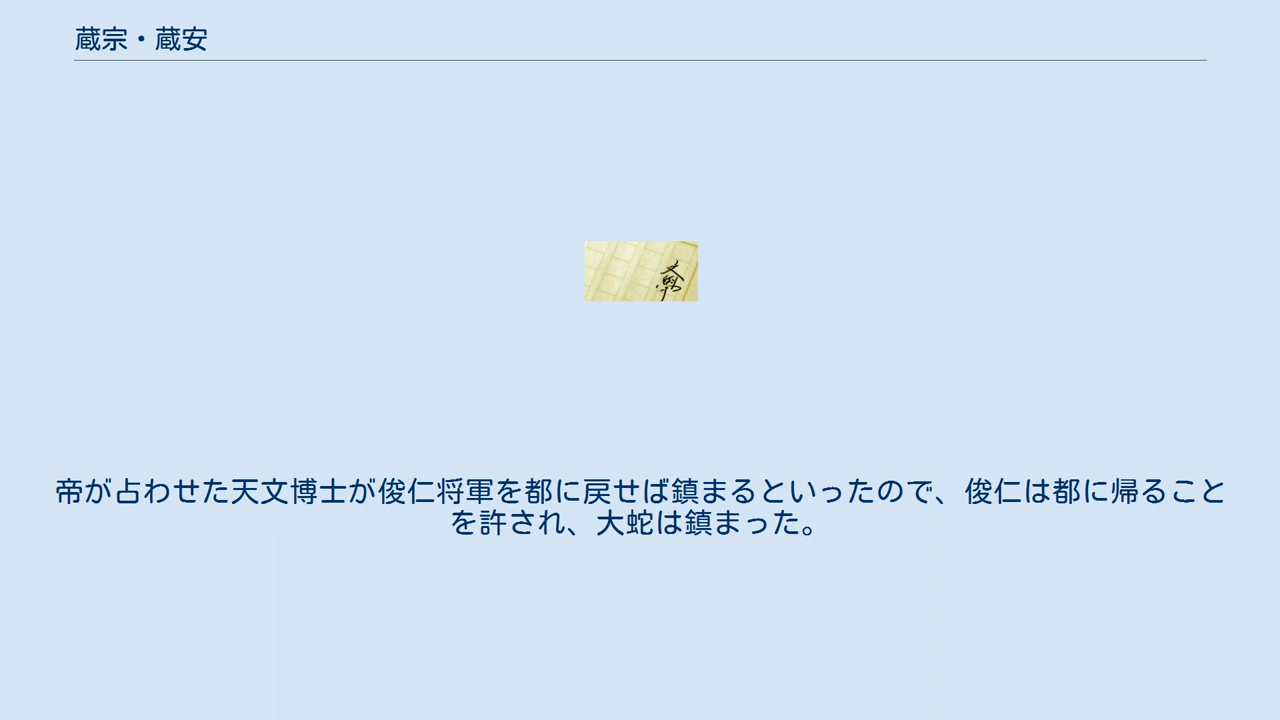 蔵宗・蔵安
帝が占わせた天文博士が俊仁将軍を都に戻せば鎮まるといったので、俊仁は都に帰ること
を許され、大蛇は鎮まった。